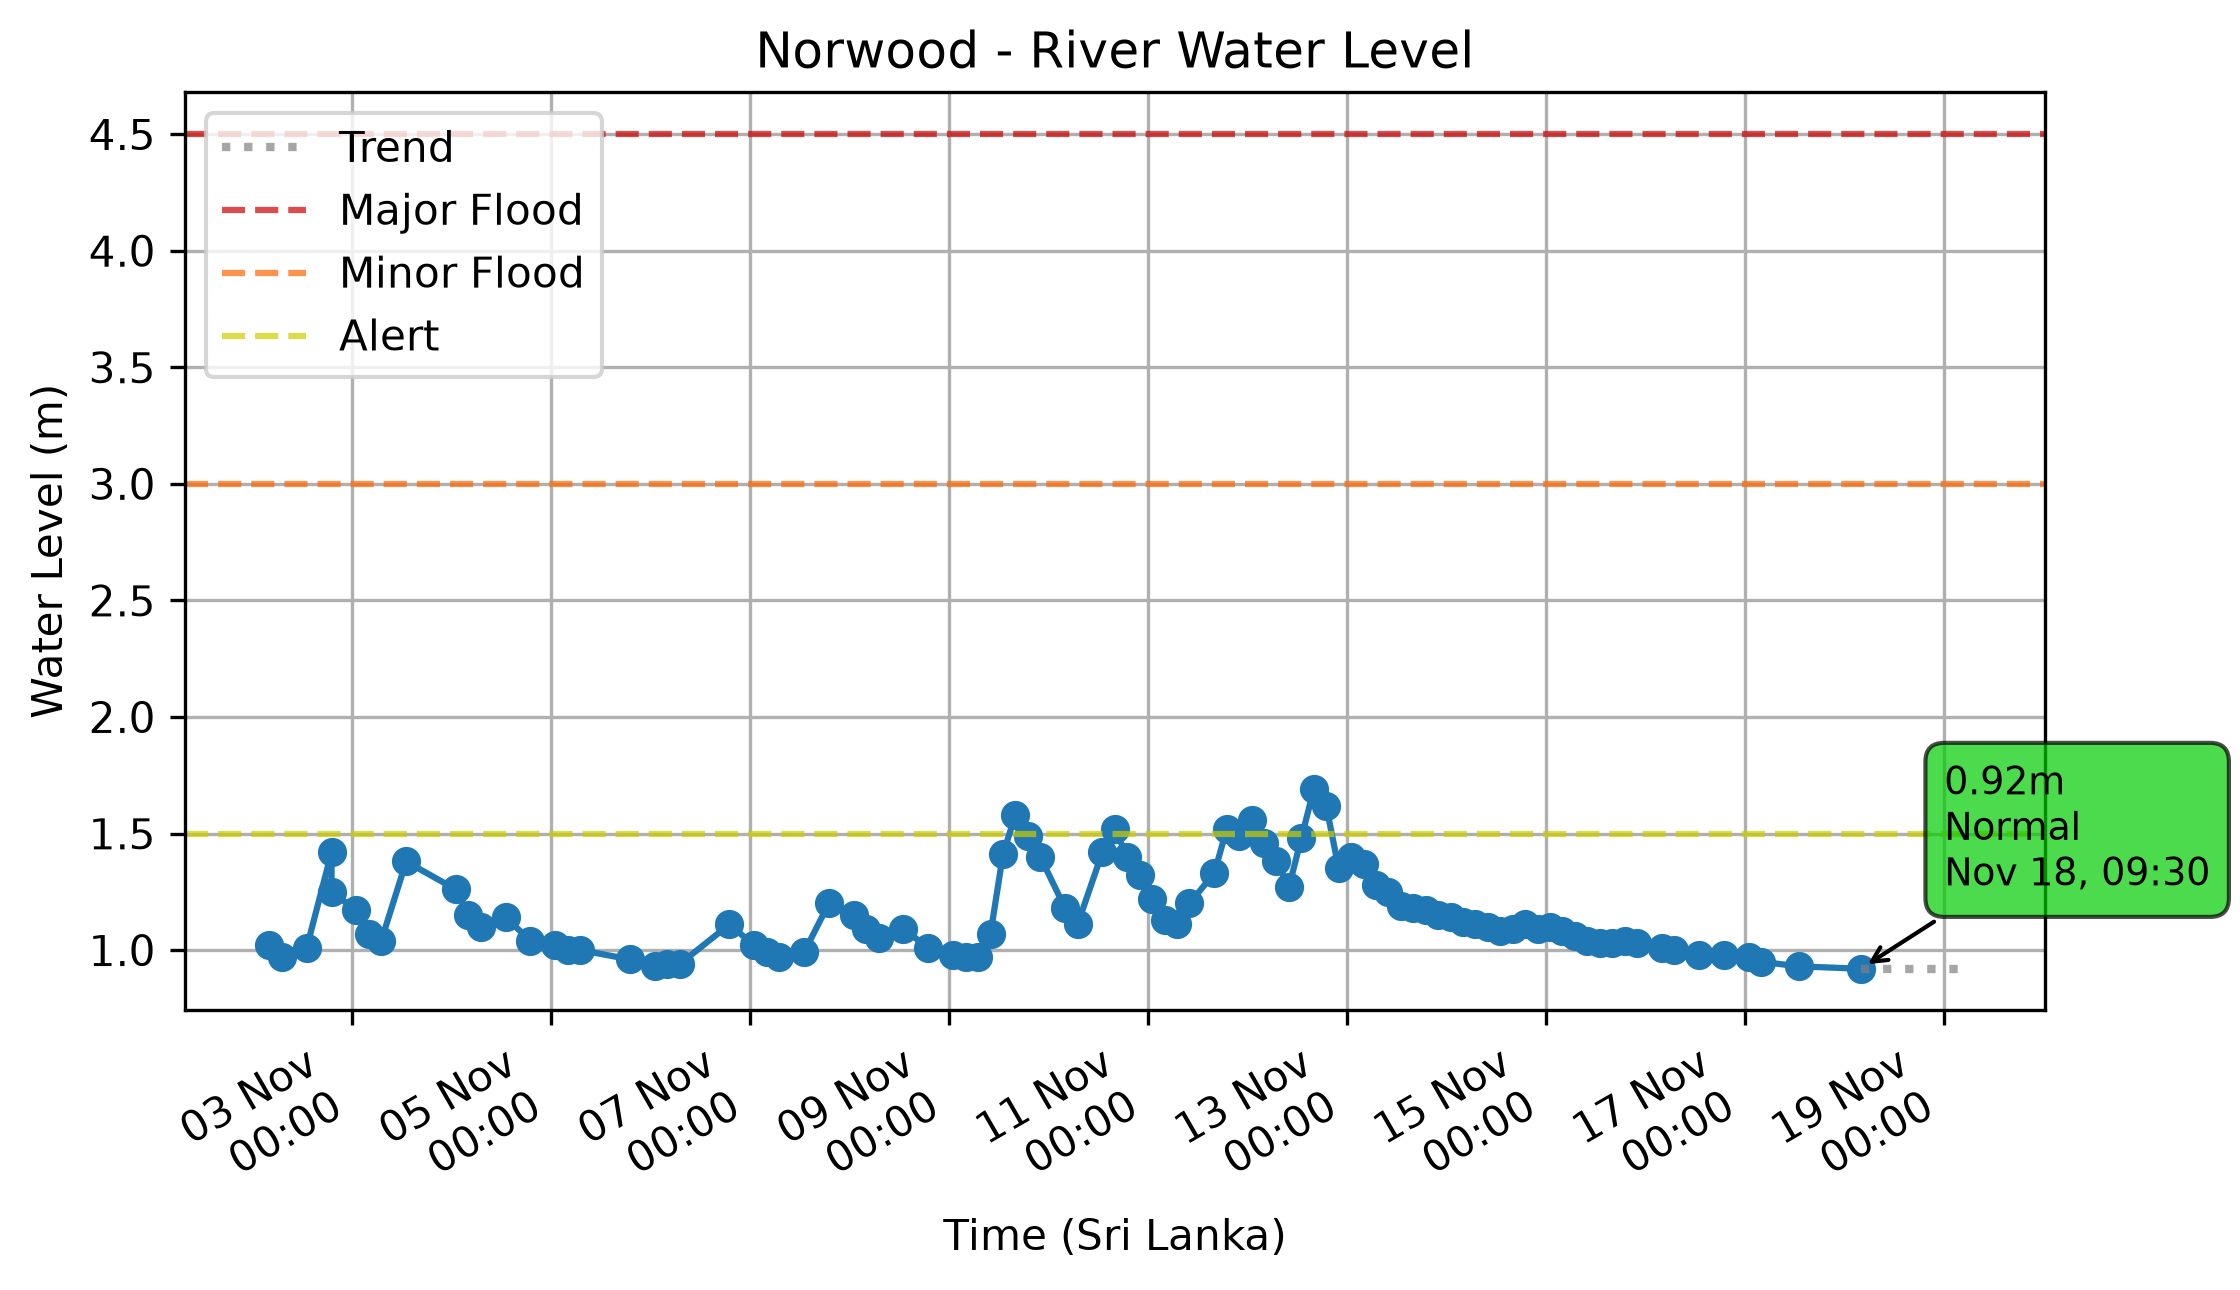 Norwood - River Water Level
Water Level (m)
4.5
4.0
3.5
3.0
2.5
2.0
1.5
1.0
Trend
Major Flood
Minor Flood
Alert
0.92m
Normal
Nov 18, 09:30
03 Nov
00:00
05 Nov
00:00
07 Nov
00:00
09 Nov
00:00
11 Nov
00:00
13 Nov
00:00
15 Nov
00:00
17 Nov
00:00
19 Nov
00:00
Time (Sri Lanka)